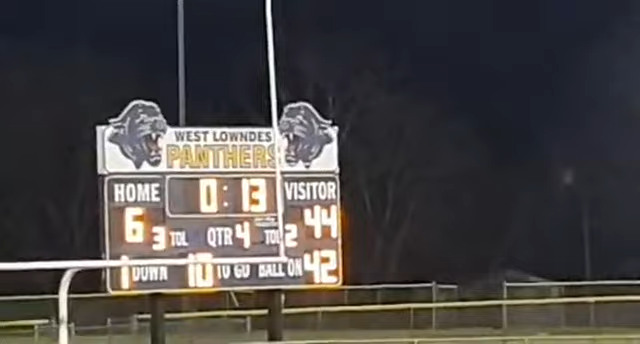 WEST LOWNDES
PANTHERS
HOME 0:13 VISITOR
6 3 TOL QTR 4 TOL 2 44
1 DOWN 10 TO GO BALL ON 42